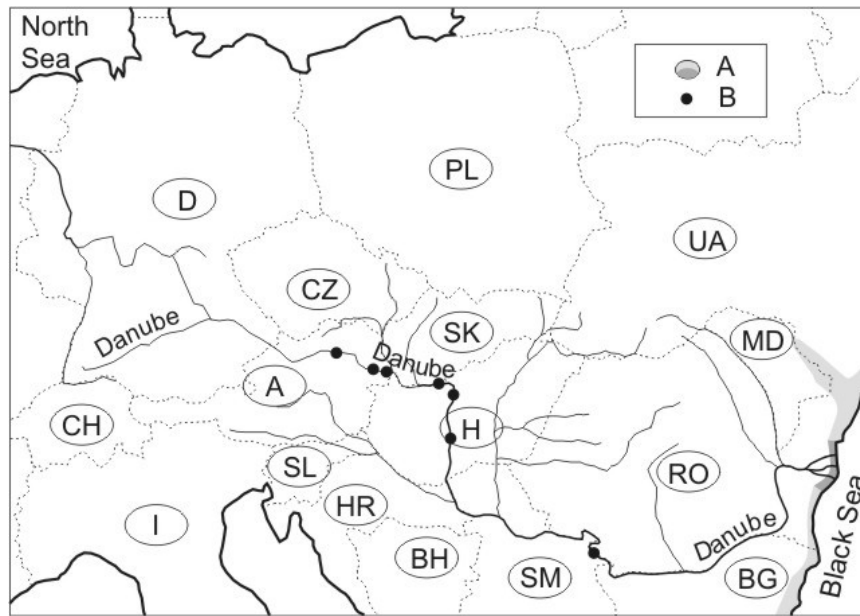 North
Sea
A
B
PL
D
UA
CZ
Danube
SK
MD
Danube
A
CH
H
SL
RO
HR
I
Danube
BH
SM
BG
Black Sea